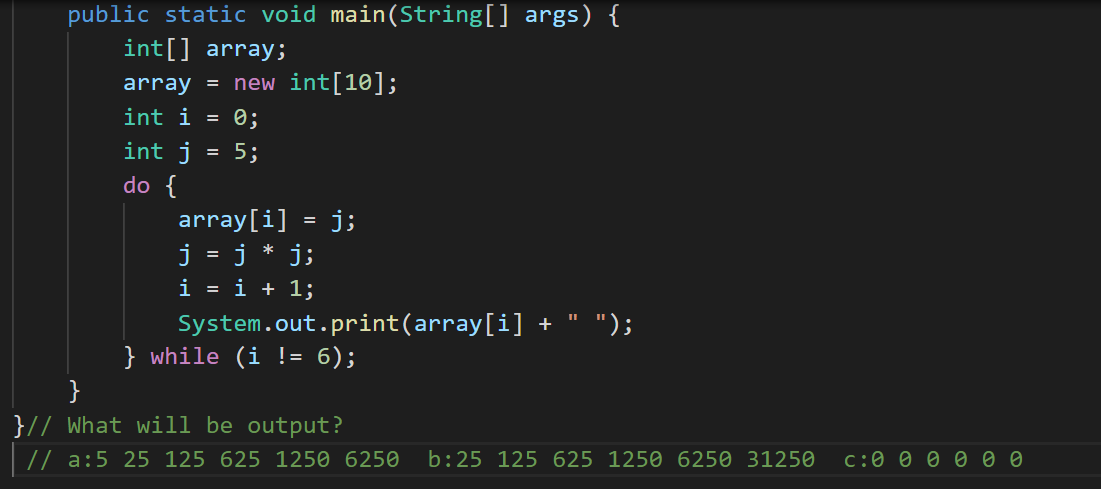 public static void main(String[] args) {
int[] array;
array = new int[10];
int i = 0;
int j = 5;
do {
array[i] = j;
j = j * j;
i = i + 1;
System.out.print(array[i] + " ");
} while (i != 6);
}
}// What will be output?
// a:5 25 125 625 1250 6250  b:25 125 625 1250 6250 31250  c:0 0 0 0 0 0